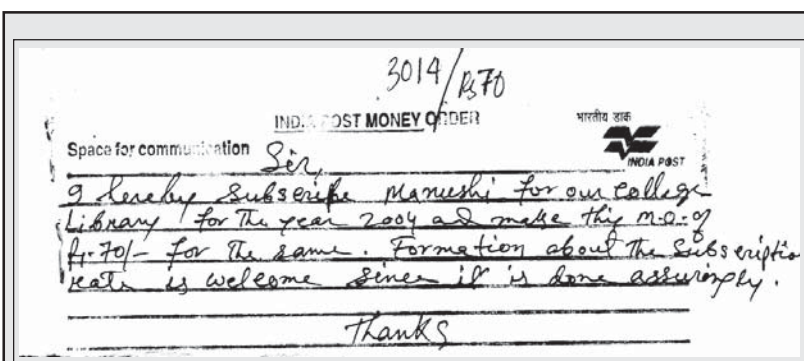 3014/Rs70
INDIA POST MONEY ORDER
भारतीय डाक
INDIA POST
Space for communication
Sir,
I hereby subscribe Manushi for our college
Library for the year 2004 and make this M.O. of
Rs. 70/- for the same. Formation about the subscriptio
rate is welcome since it is done assuringly.
Thanks